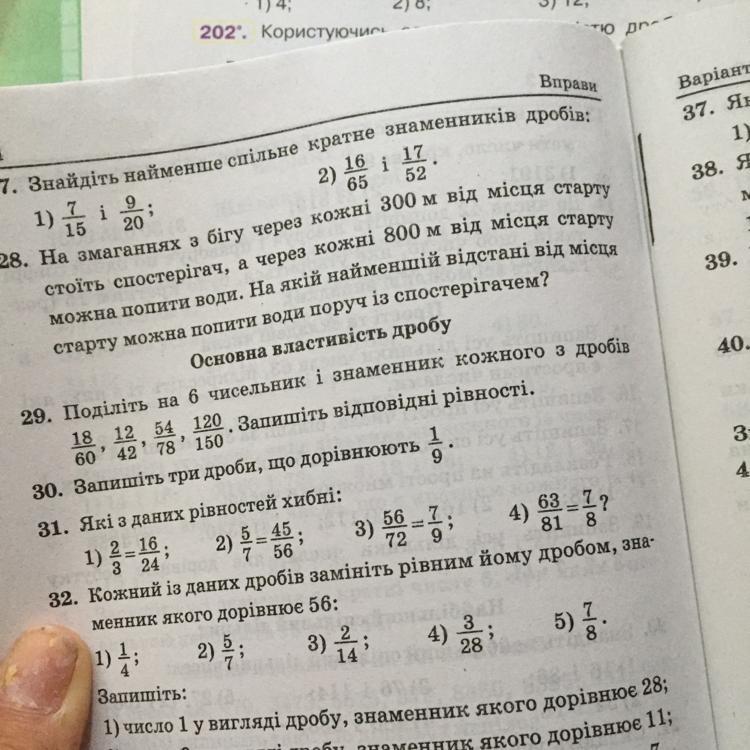 1) 4; 2) 8; 3) 12;
202°. Користуючись
Вправи
7. Знайдіть найменше спільне кратне знаменників дробів:
1) 7/15 і 9/20; 2) 16/65 і 17/52.
28. На змаганнях з бігу через кожні 300 м від місця старту
стоїть спостерігач, а через кожні 800 м від місця старту
можна попити води. На якій найменшій відстані від місця
старту можна попити води поруч із спостерігачем?
Основна властивість дробу
29. Поділіть на 6 чисельник і знаменник кожного з дробів
18/60, 12/42, 54/78, 120/150. Запишіть відповідні рівності.
30. Запишіть три дроби, що дорівнюють 1/9.
31. Які з даних рівностей хибні:
1) 2/3=16/24; 2) 5/7=45/56; 3) 56/72=7/9; 4) 63/81=7/8?
32. Кожний із даних дробів замініть рівним йому дробом, зна-
менник якого дорівнює 56:
1) 1/4; 2) 5/7; 3) 2/14; 4) 3/28; 5) 7/8.
Запишіть:
1) число 1 у вигляді дробу, знаменник якого дорівнює 28;
дробу, знаменник якого дорівнює 11;
Варіант
37.
1)
38.
39.
40.